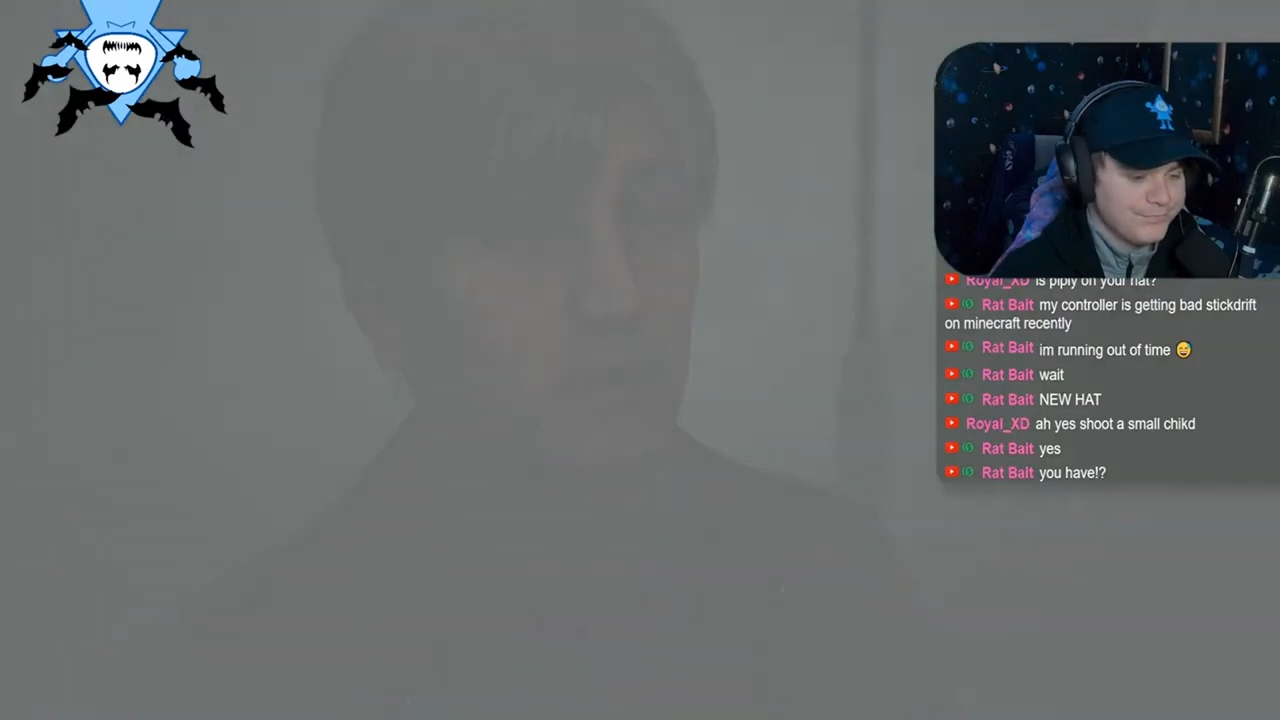 Royal_XD is piply on your hat?
Rat Bait my controller is getting bad stickdrift
on minecraft recently
Rat Bait im running out of time 😅
Rat Bait wait
Rat Bait NEW HAT
Royal_XD ah yes shoot a small chikd
Rat Bait yes
Rat Bait you have!?